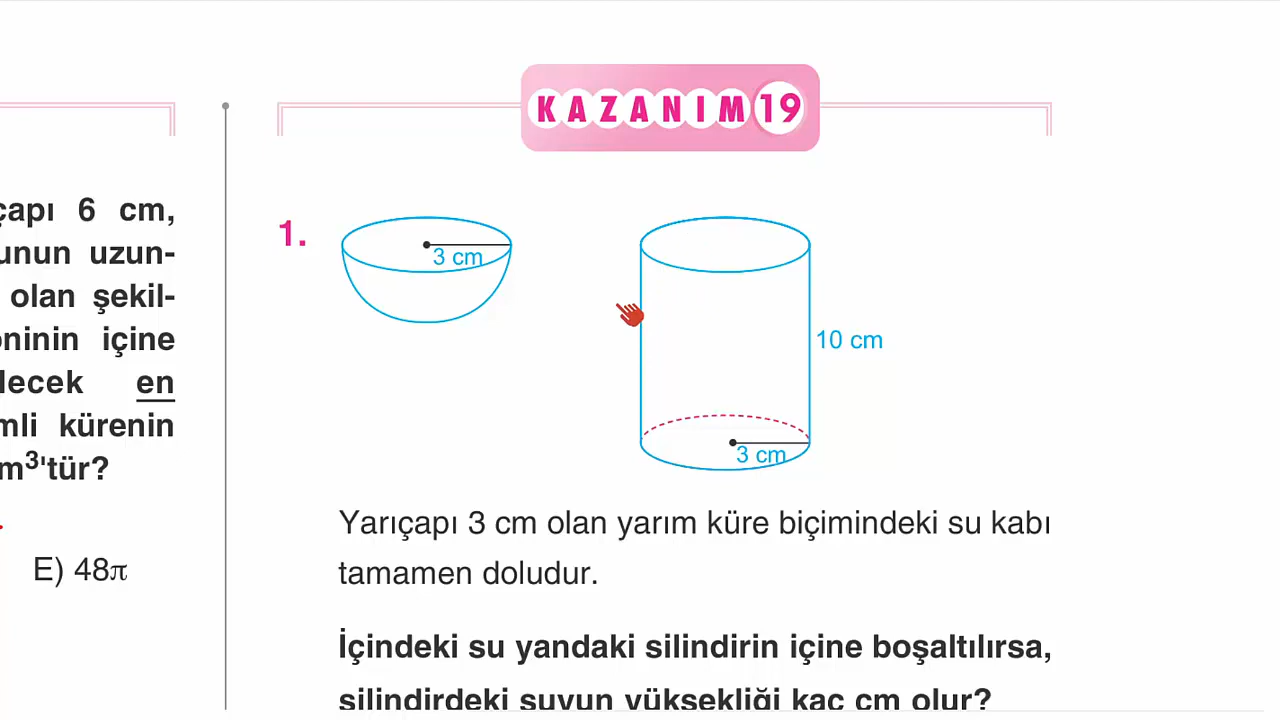 çapı 6 cm,
unun uzun-
olan şekil-
oninin içine
lecek en
mli kürenin
m³'tür?
E) 48π
KAZANIM 19
1.
3 cm
10 cm
3 cm
Yarıçapı 3 cm olan yarım küre biçimindeki su kabı
tamamen doludur.
İçindeki su yandaki silindirin içine boşaltılırsa,
silindirdeki suyun yüksekliği kaç cm olur?